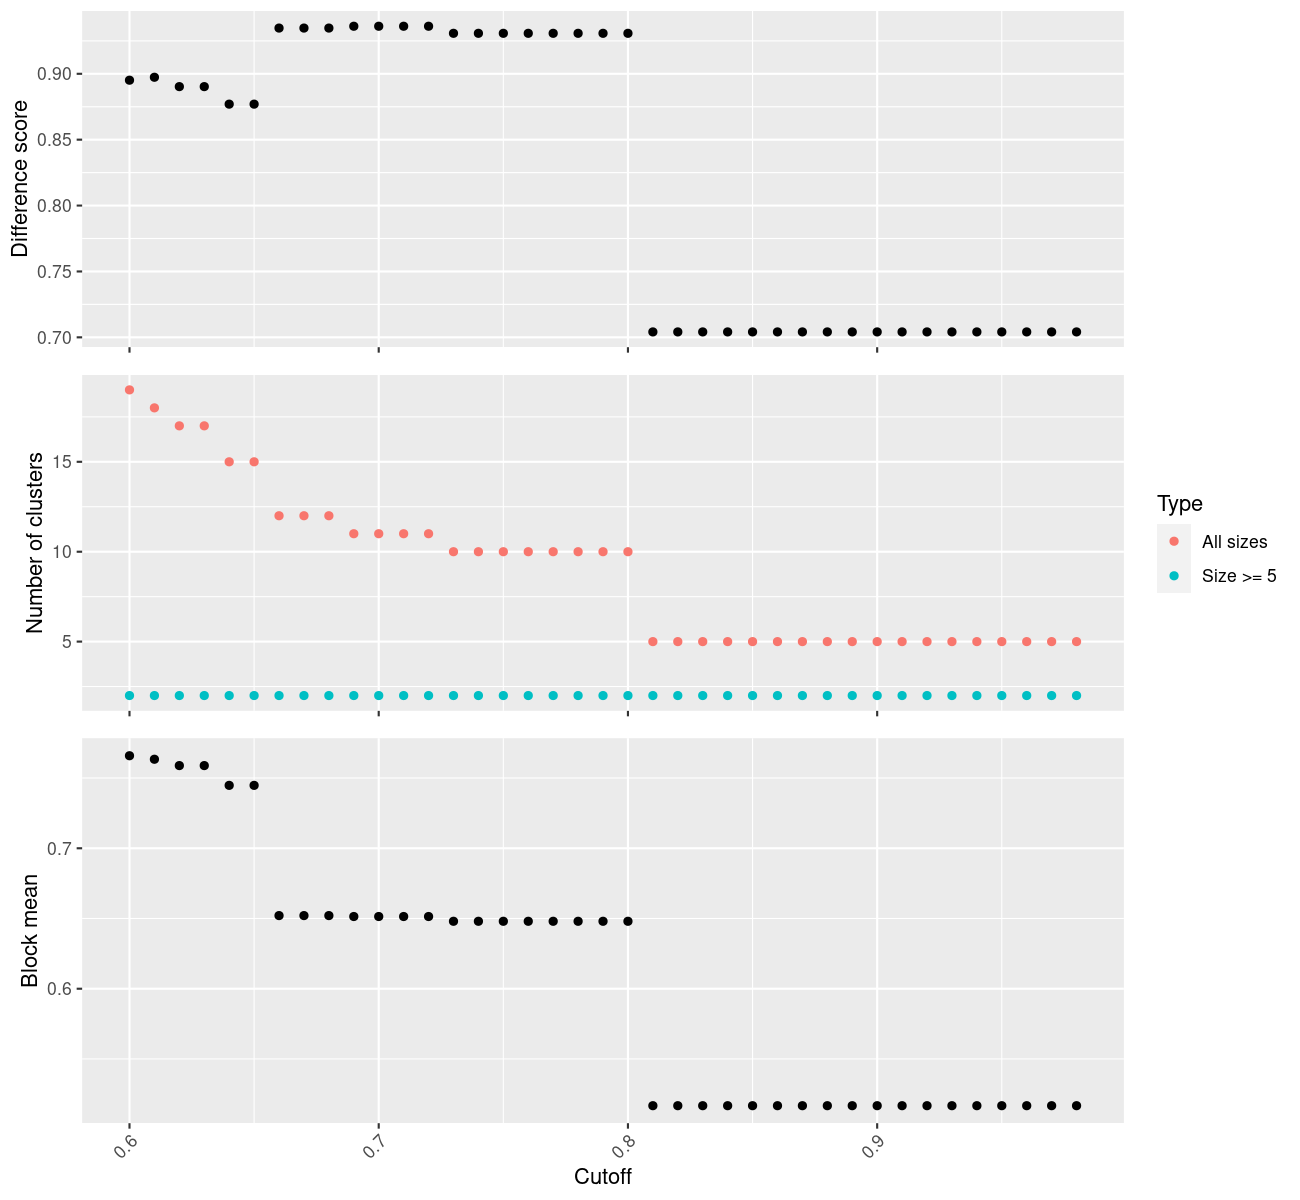 Difference score
0.90
0.85
0.80
0.75
0.70
Number of clusters
15
10
5
Type
All sizes
Size >= 5
Block mean
0.7
0.6
0.6
0.7
0.8
0.9
Cutoff